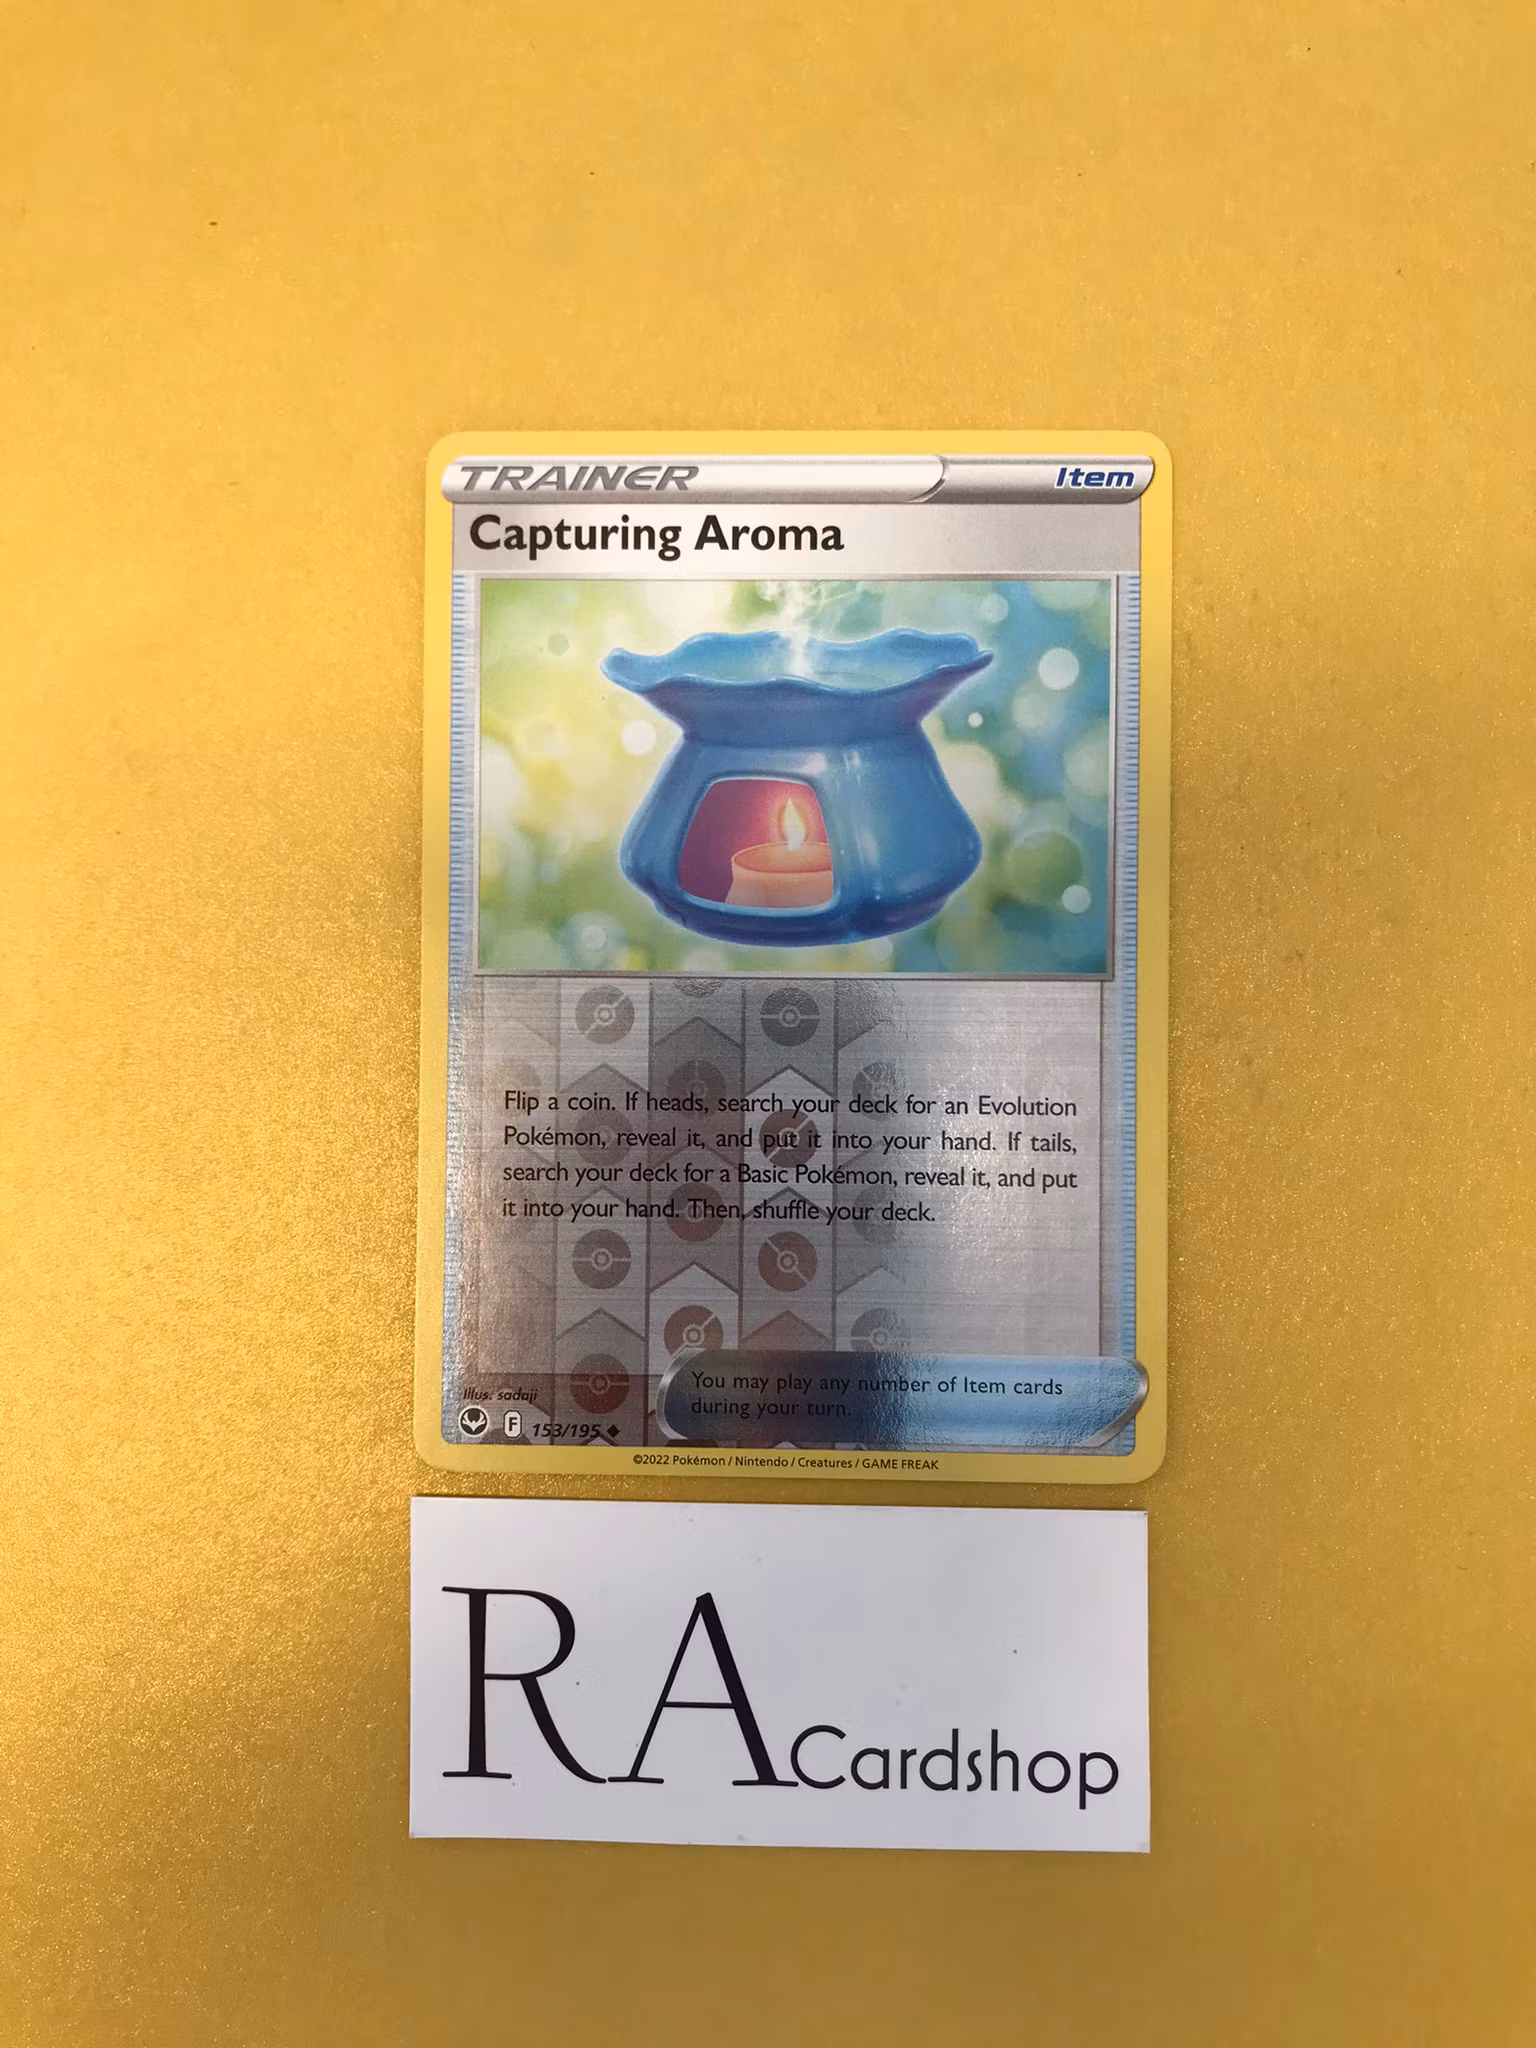 TRAINER Item
Capturing Aroma
Flip a coin. If heads, search your deck for an Evolution
Pokémon, reveal it, and put it into your hand. If tails,
search your deck for a Basic Pokémon, reveal it, and put
it into your hand. Then, shuffle your deck.
You may play any number of Item cards
during your turn.
Illus. sadaji
F 153/195
©2022 Pokémon / Nintendo / Creatures / GAME FREAK
RA Cardshop